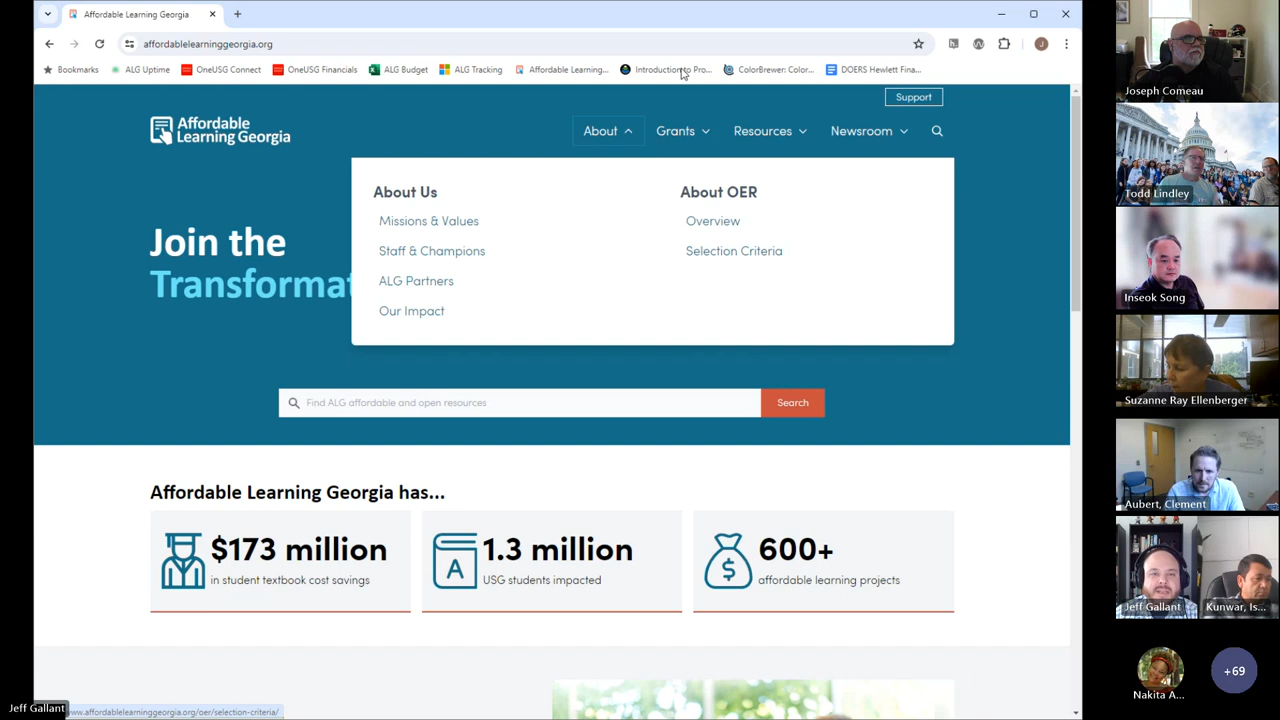 Affordable Learning Georgia
affordablelearninggeorgia.org
J
Bookmarks
ALG Uptime
OneUSG Connect
OneUSG Financials
ALG Budget
ALG Tracking
Affordable Learning...
Introduction to Pro...
ColorBrewer: Color...
DOERS Hewlett Fina...
Support
Affordable
Learning Georgia
About
Grants
Resources
Newsroom
About Us
Missions & Values
Staff & Champions
ALG Partners
Our Impact
About OER
Overview
Selection Criteria
Join the
Transformat
Find ALG affordable and open resources
Search
Affordable Learning Georgia has...
$173 million
in student textbook cost savings
A
1.3 million
USG students impacted
$
600+
affordable learning projects
Jeff Gallant
www.affordablelearninggeorgia.org/oer/selection-criteria/
Joseph Comeau
Todd Lindley
Inseok Song
Suzanne Ray Ellenberger
Aubert, Clement
Jeff Gallant
Kunwar, Is...
Nakita A...
+69